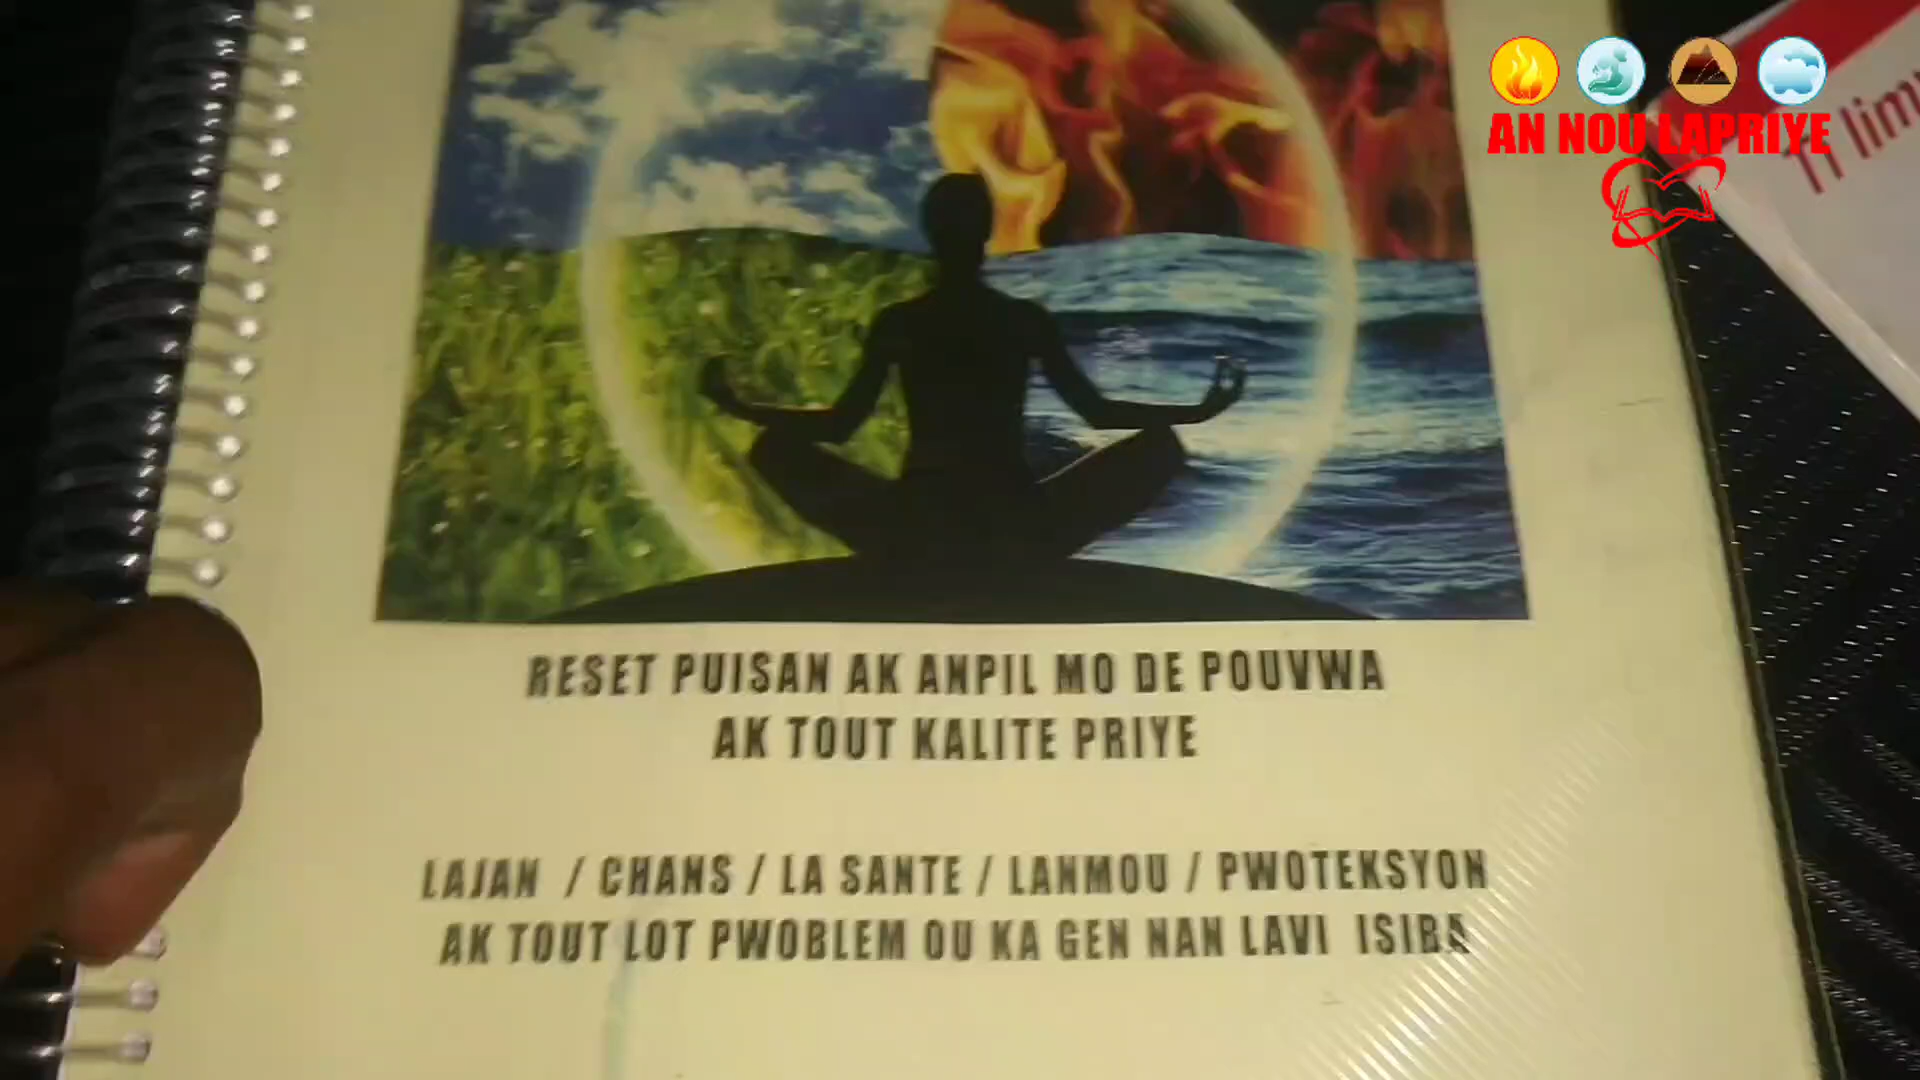 AN NOU LAPRIYE
RESET PUISAN AK ANPIL MO DE POUVWA
AK TOUT KALITE PRIYE
LAJAN / CHANS / LA SANTE / LANMOU / PWOTEKSYON
AK TOUT LOT PWOBLEM OU KA GEN NAN LAVI ISIBA